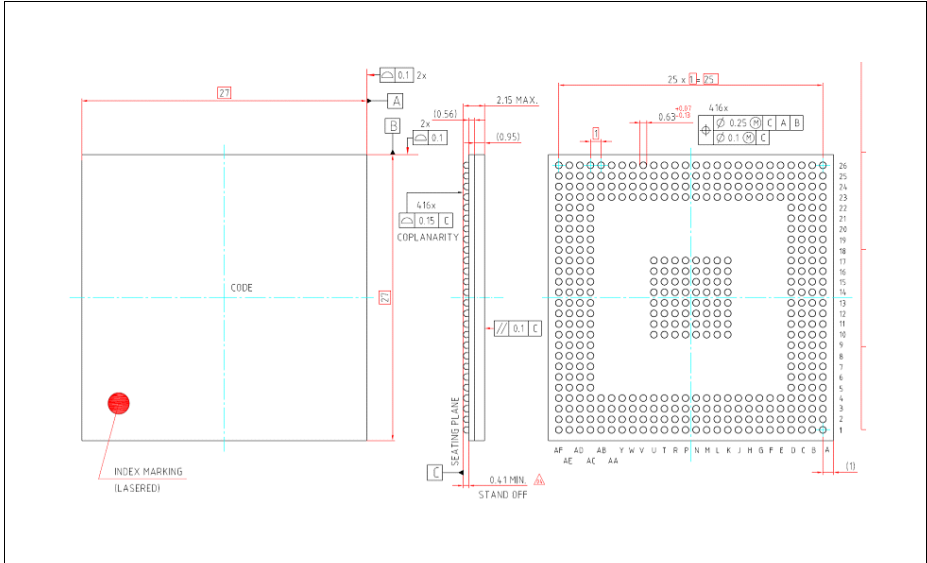 0.1 2x
25 x 1 = 25
27
A
2.15 MAX.
(0.56)
0.63 +0.07 -0.13
416x
Ø 0.25 M C A B
Ø 0.1 M C
B
2x
0.1
(0.95)
1
26
25
24
23
22
21
20
19
18
17
16
15
14
13
12
11
10
9
8
7
6
5
4
3
2
1
416x
0.15 C
COPLANARITY
CODE
27
// 0.1 C
SEATING PLANE
INDEX MARKING
(LASERED)
C
0.41 MIN.
STAND OFF
AF AD AB Y W V U T R P N M L K J H G F E D C B A
AE AC AA
(1)